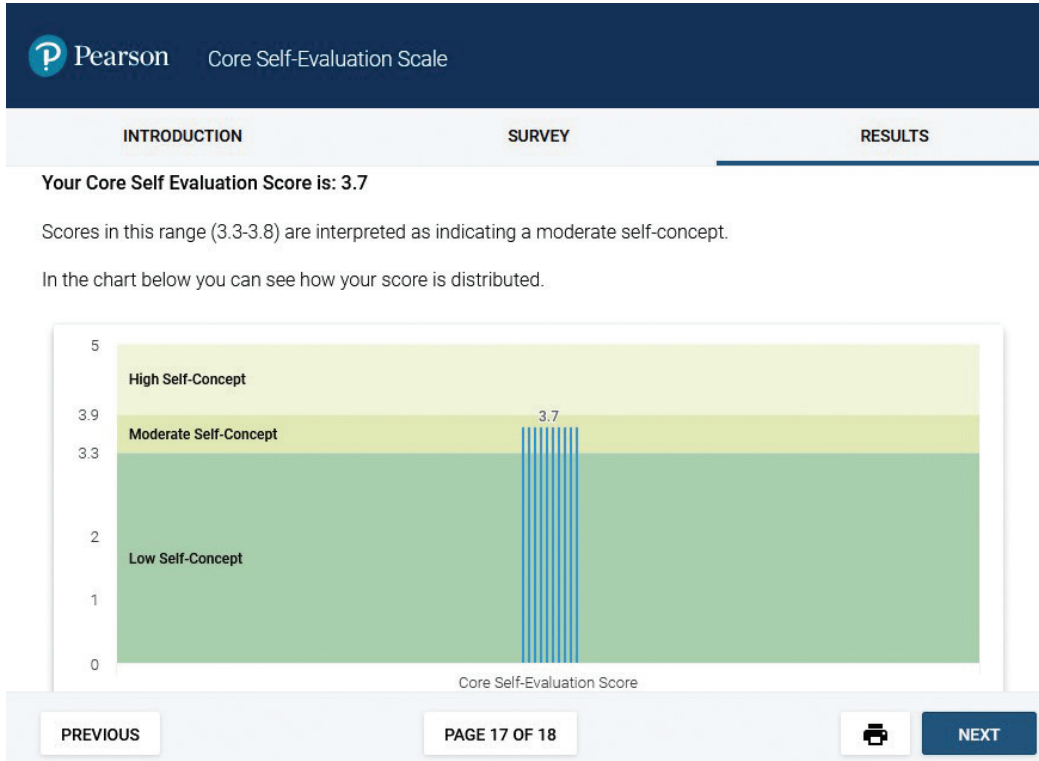 Pearson Core Self-Evaluation Scale
INTRODUCTION SURVEY RESULTS
Your Core Self Evaluation Score is: 3.7
Scores in this range (3.3-3.8) are interpreted as indicating a moderate self-concept.
In the chart below you can see how your score is distributed.
5
High Self-Concept
3.9
3.7
Moderate Self-Concept
3.3
2
Low Self-Concept
1
0
Core Self-Evaluation Score
PREVIOUS PAGE 17 OF 18 NEXT